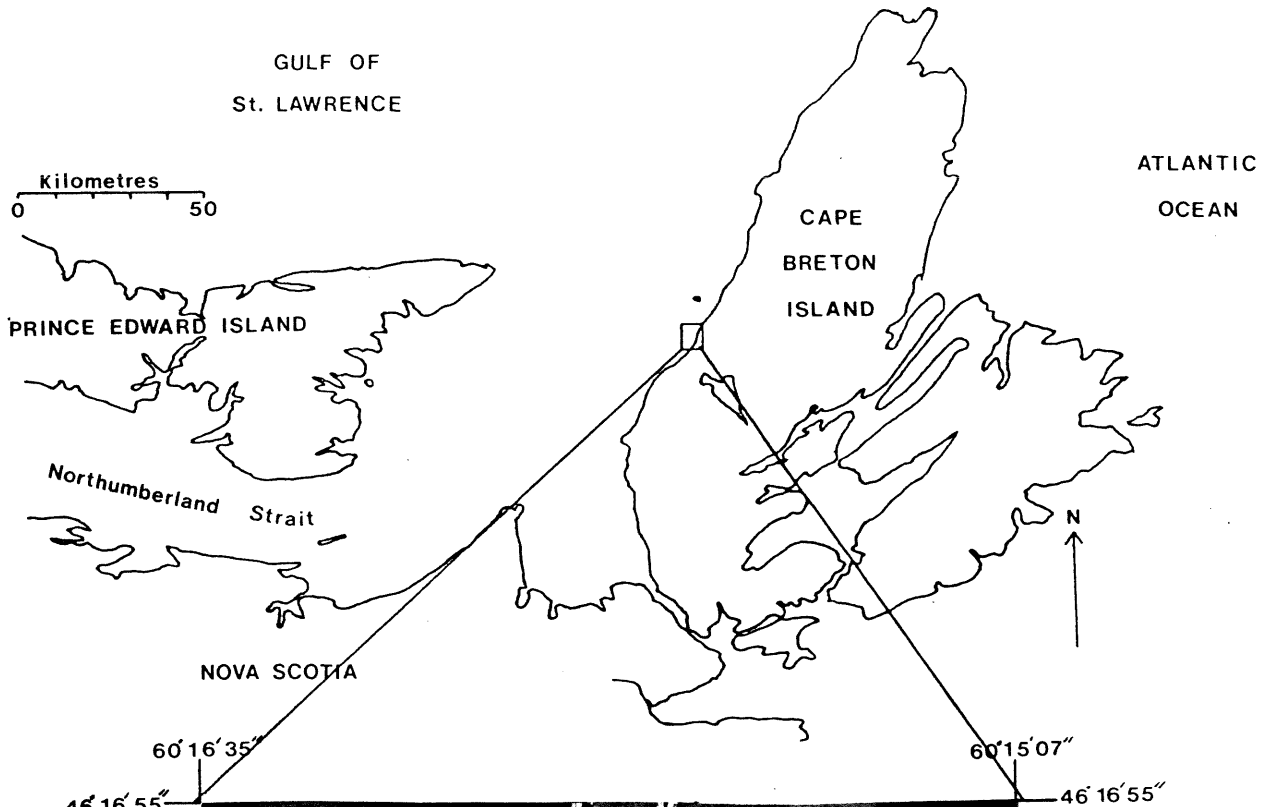 GULF OF
St. LAWRENCE
ATLANTIC
OCEAN
Kilometres
0 50
CAPE
BRETON
ISLAND
PRINCE EDWARD ISLAND
Northumberland Strait
N
NOVA SCOTIA
60°16'35"
60°15'07"
46°16'55"
46°16'55"